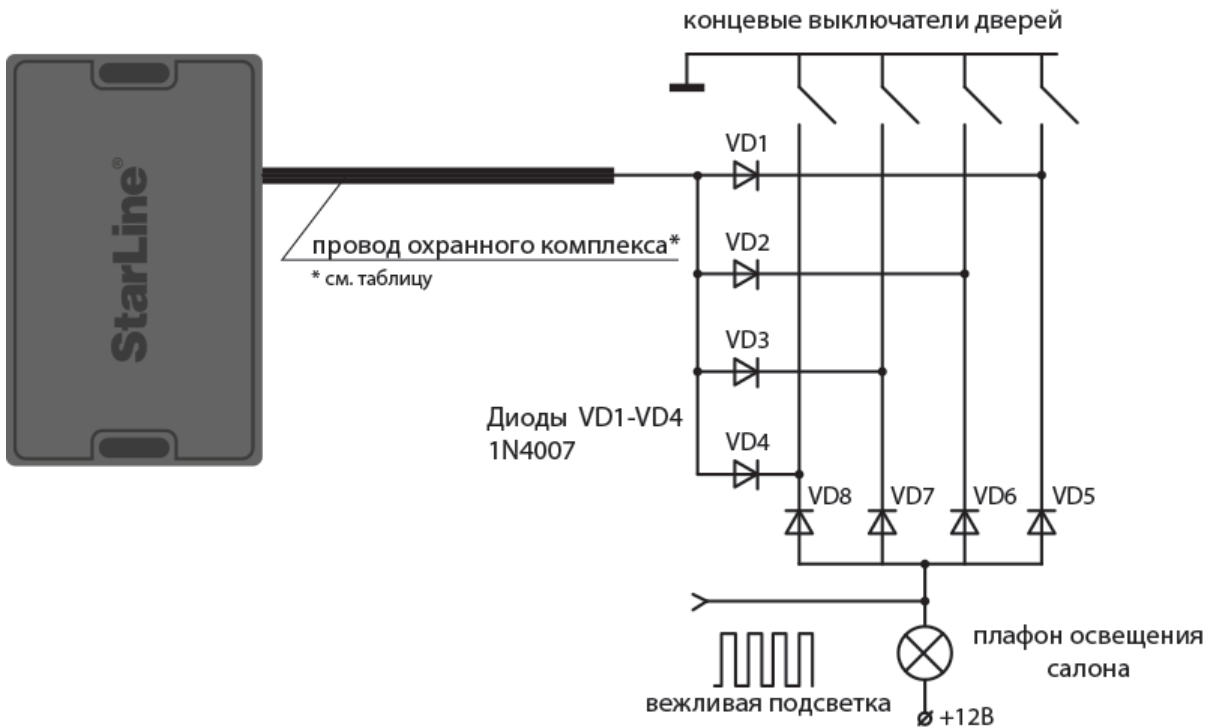 концевые выключатели дверей
StarLine®
VD1
провод охранного комплекса*
* см. таблицу
VD2
VD3
Диоды VD1-VD4
1N4007
VD4
VD8
VD7
VD6
VD5
плафон освещения
салона
вежливая подсветка
+12В